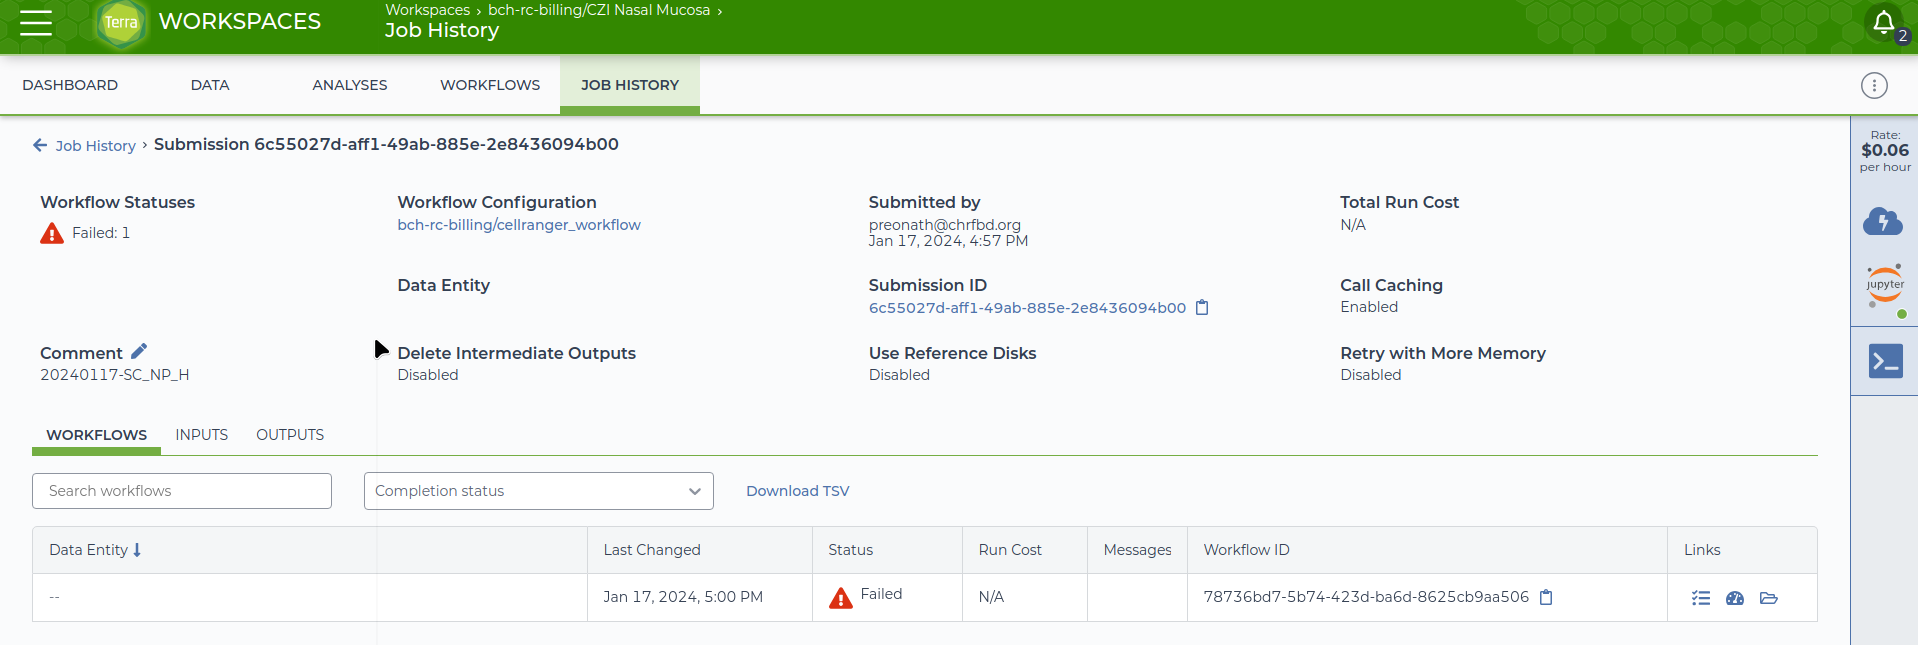 Terra
WORKSPACES
Workspaces › bch-rc-billing/CZI Nasal Mucosa ›
Job History
2
DASHBOARD
DATA
ANALYSES
WORKFLOWS
JOB HISTORY
Job History › Submission 6c55027d-aff1-49ab-885e-2e8436094b00
Rate:
$0.06
per hour
jupyter
Workflow Statuses
Failed: 1
Workflow Configuration
bch-rc-billing/cellranger_workflow
Submitted by
preonath@chrfbd.org
Jan 17, 2024, 4:57 PM
Total Run Cost
N/A
Data Entity
Submission ID
6c55027d-aff1-49ab-885e-2e8436094b00
Call Caching
Enabled
Comment
20240117-SC_NP_H
Delete Intermediate Outputs
Disabled
Use Reference Disks
Disabled
Retry with More Memory
Disabled
WORKFLOWS
INPUTS
OUTPUTS
Search workflows
Completion status
Download TSV
Data Entity
Last Changed
Status
Run Cost
Messages
Workflow ID
Links
--
Jan 17, 2024, 5:00 PM
Failed
N/A
78736bd7-5b74-423d-ba6d-8625cb9aa506